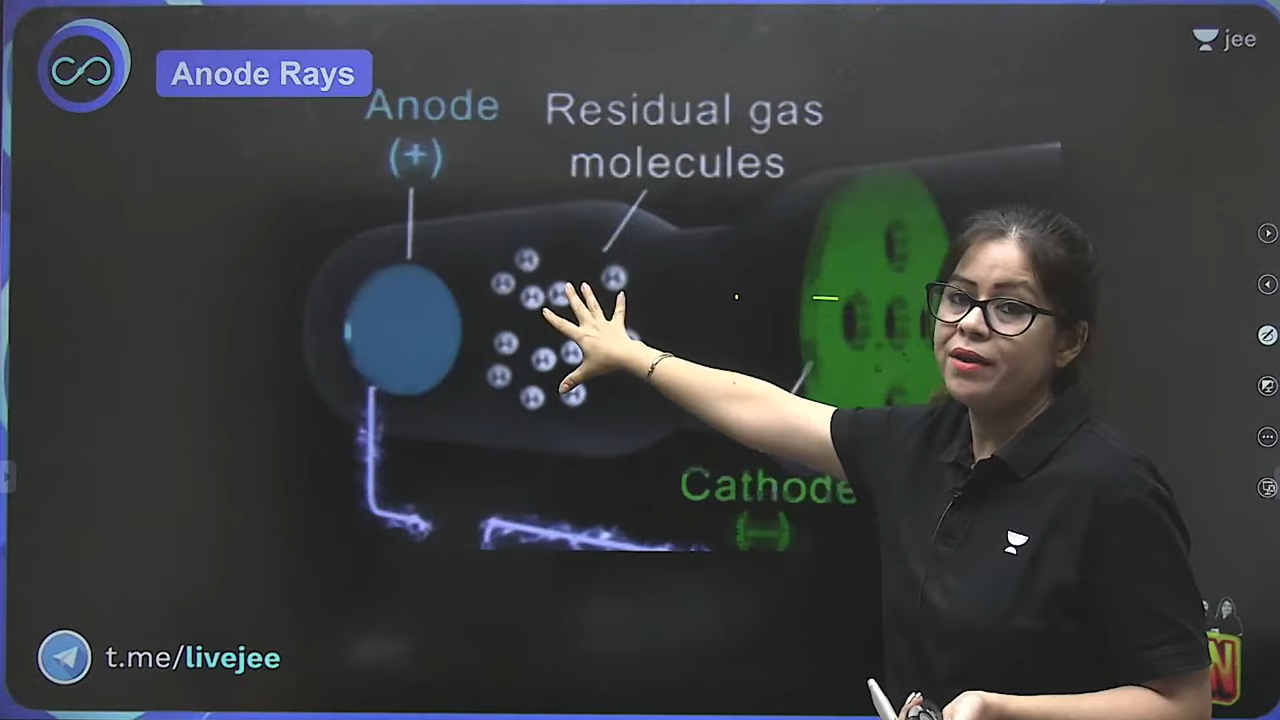 jee
Anode Rays
Anode
(+)
Residual gas
molecules
Cathode
(−)
t.me/livejee